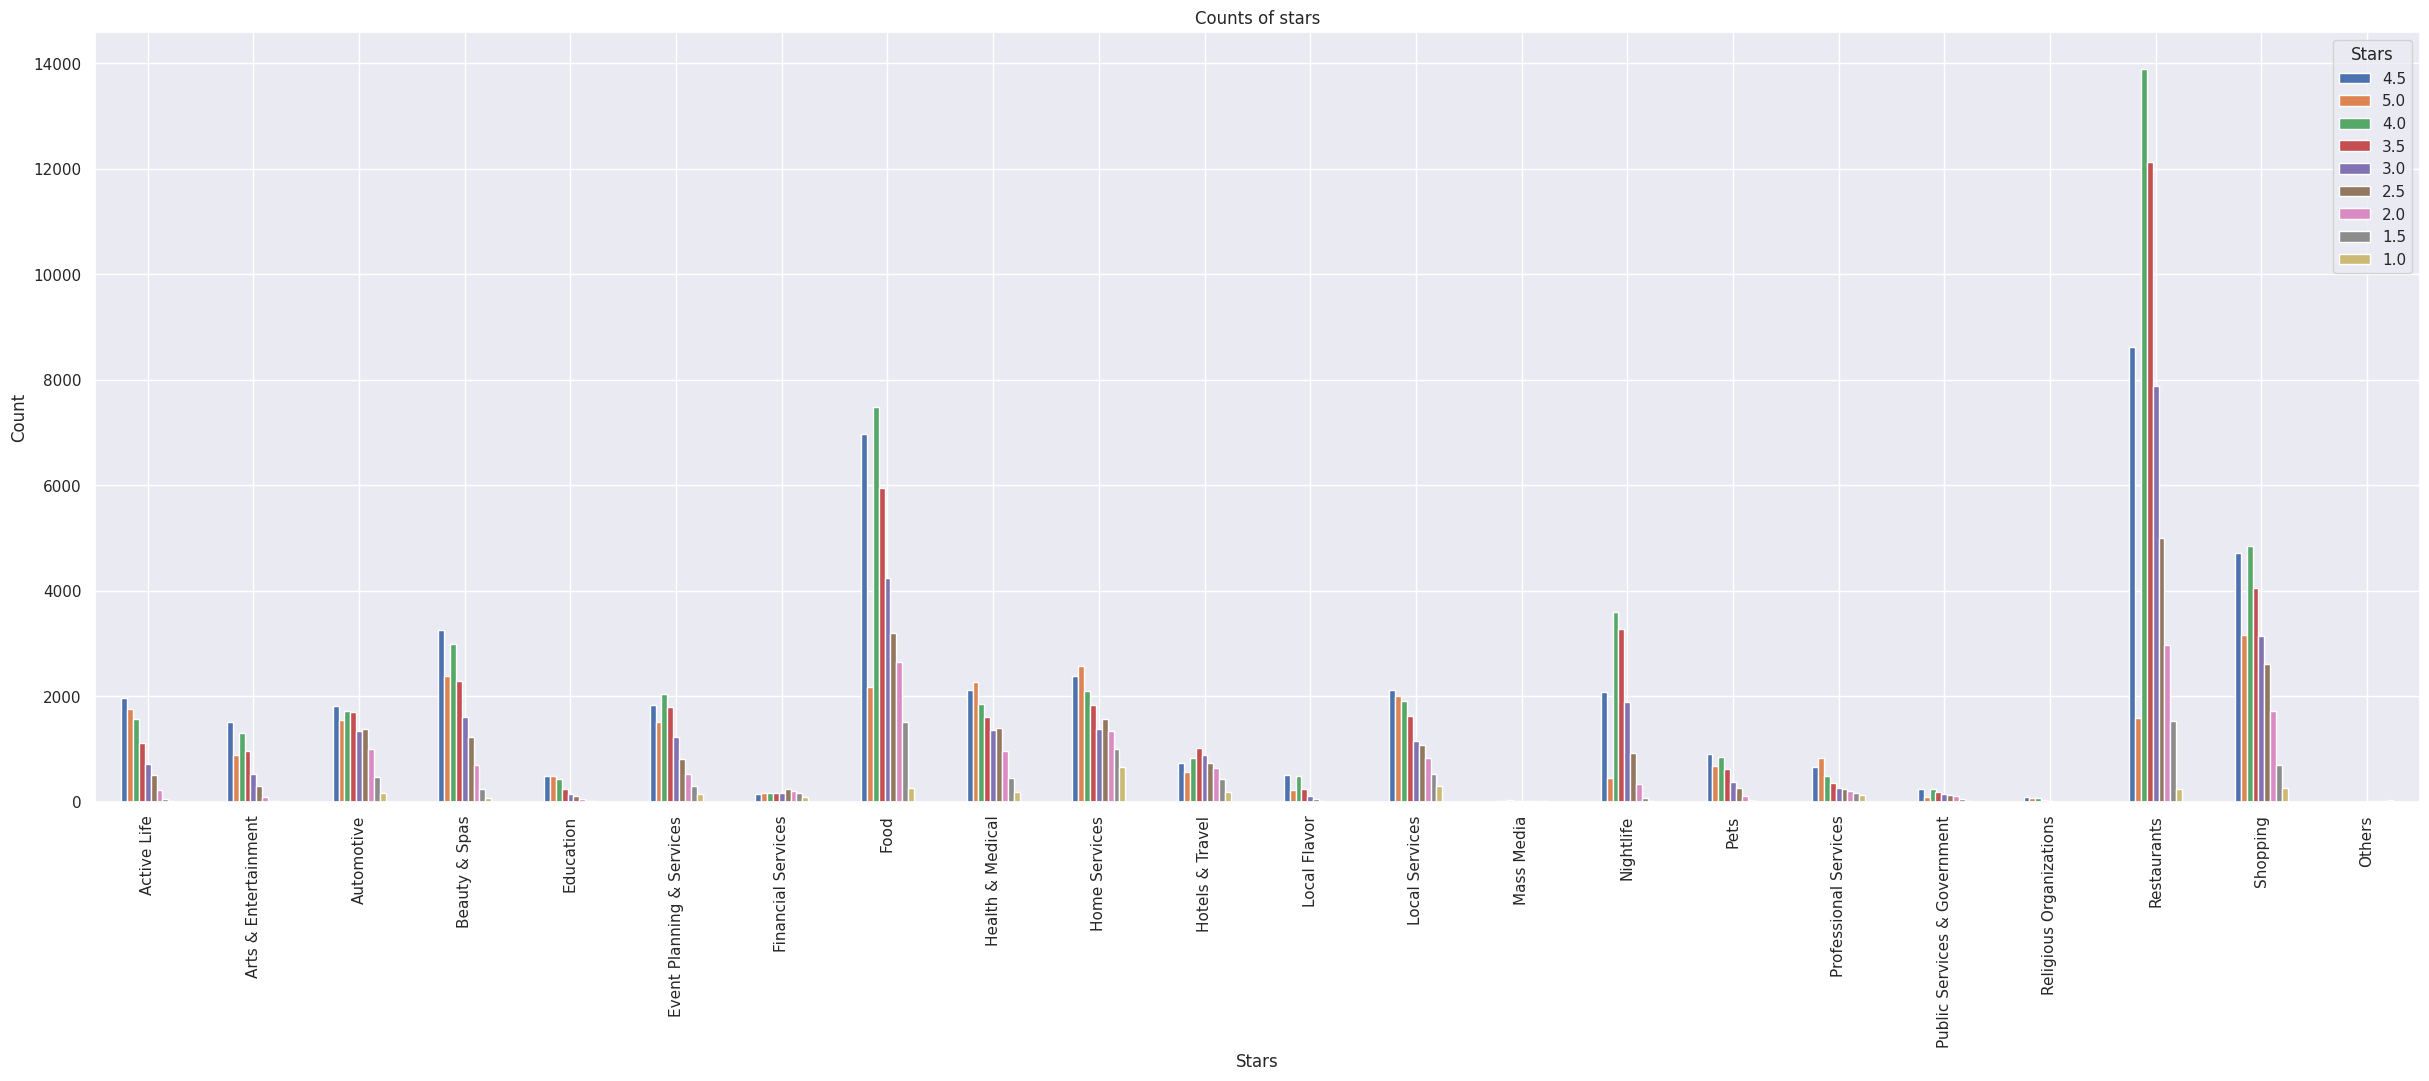 Counts of stars
14000
12000
10000
8000
6000
4000
2000
0
Count
Stars
4.5
5.0
4.0
3.5
3.0
2.5
2.0
1.5
1.0
Active Life
Arts & Entertainment
Automotive
Beauty & Spas
Education
Event Planning & Services
Financial Services
Food
Health & Medical
Home Services
Hotels & Travel
Local Flavor
Local Services
Mass Media
Nightlife
Pets
Professional Services
Public Services & Government
Religious Organizations
Restaurants
Shopping
Others
Stars